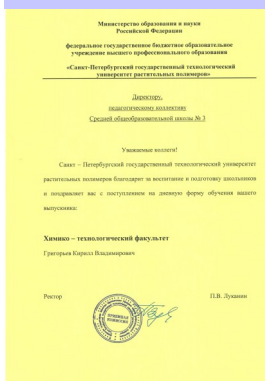 Министерство образования и науки
Российской Федерации
федеральное государственное бюджетное образовательное
учреждение высшего профессионального образования
«Санкт-Петербургский государственный технологический
университет растительных полимеров»
Директору,
педагогическому коллективу
Средней общеобразовательной школы № 3
Уважаемые коллеги!
Санкт – Петербургский государственный технологический университет
растительных полимеров благодарит за воспитание и подготовку школьников
и поздравляет вас с поступлением на дневную форму обучения вашего
выпускника:
Химико – технологический факультет
Григорьев Кирилл Владимирович
Ректор
П.В. Луканин
ПРИЕМНАЯ
КОМИССИЯ